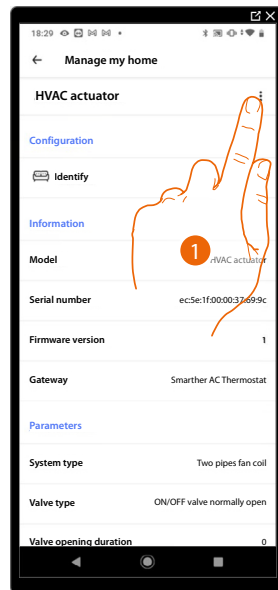 18:29
← Manage my home
HVAC actuator
Configuration
Identify
Information
Model HVAC actuator
Serial number ec:5e:1f:00:00:37:69:9c
Firmware version 1
Gateway Smarther AC Thermostat
Parameters
System type Two pipes fan coil
Valve type ON/OFF valve normally open
Valve opening duration 0
1